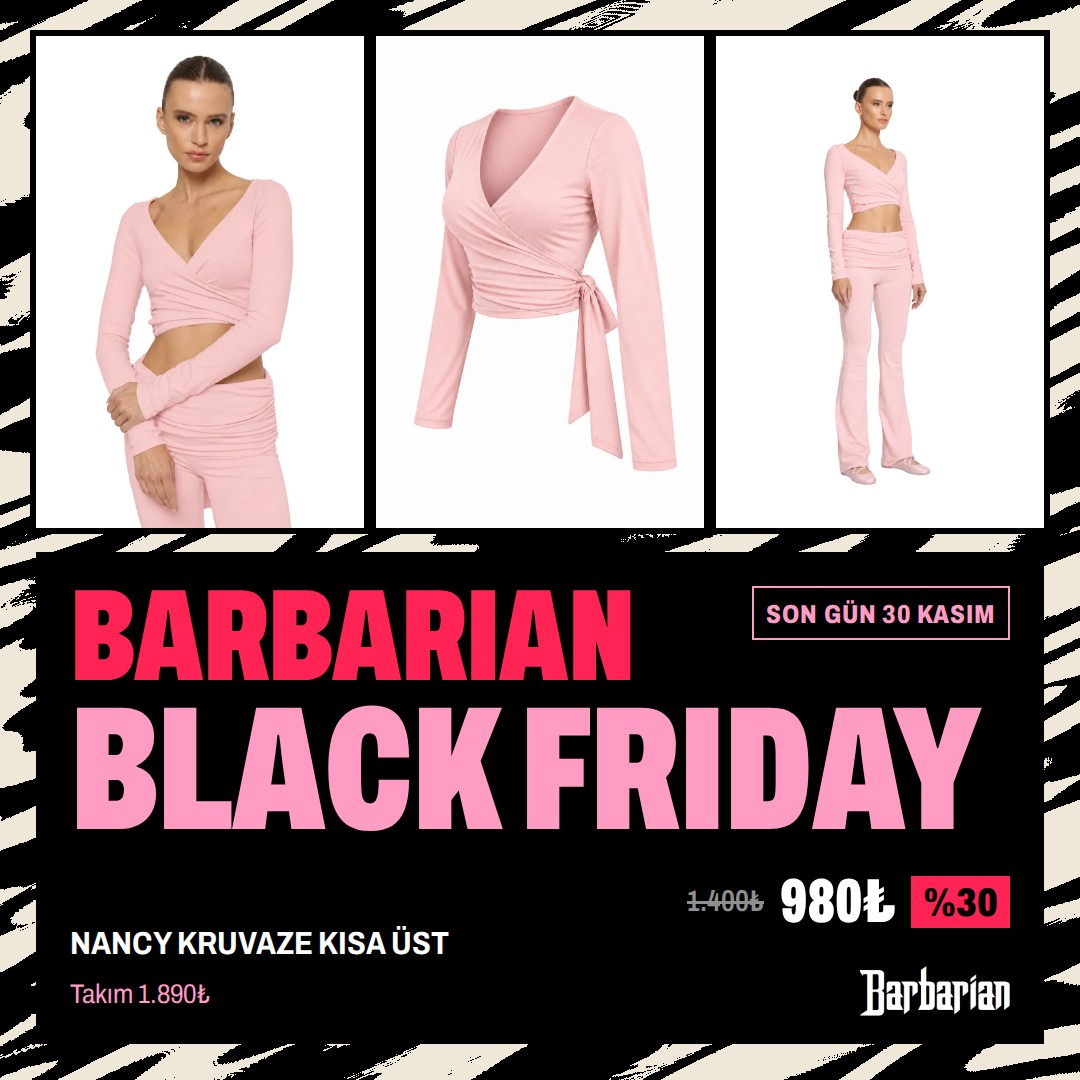 BARBARIAN
SON GÜN 30 KASIM
BLACK FRIDAY
1.400₺ 980₺ %30
NANCY KRUVAZE KISA ÜST
Takım 1.890₺
Barbarian